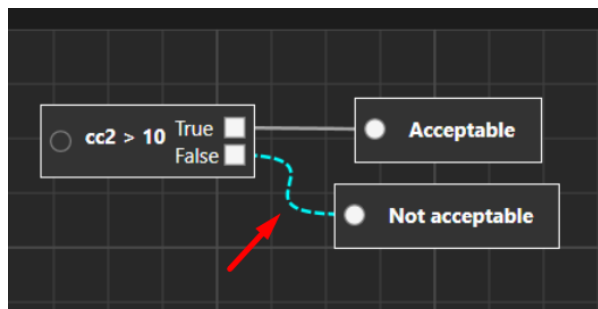 cc2 > 10
True
False
Acceptable
Not acceptable